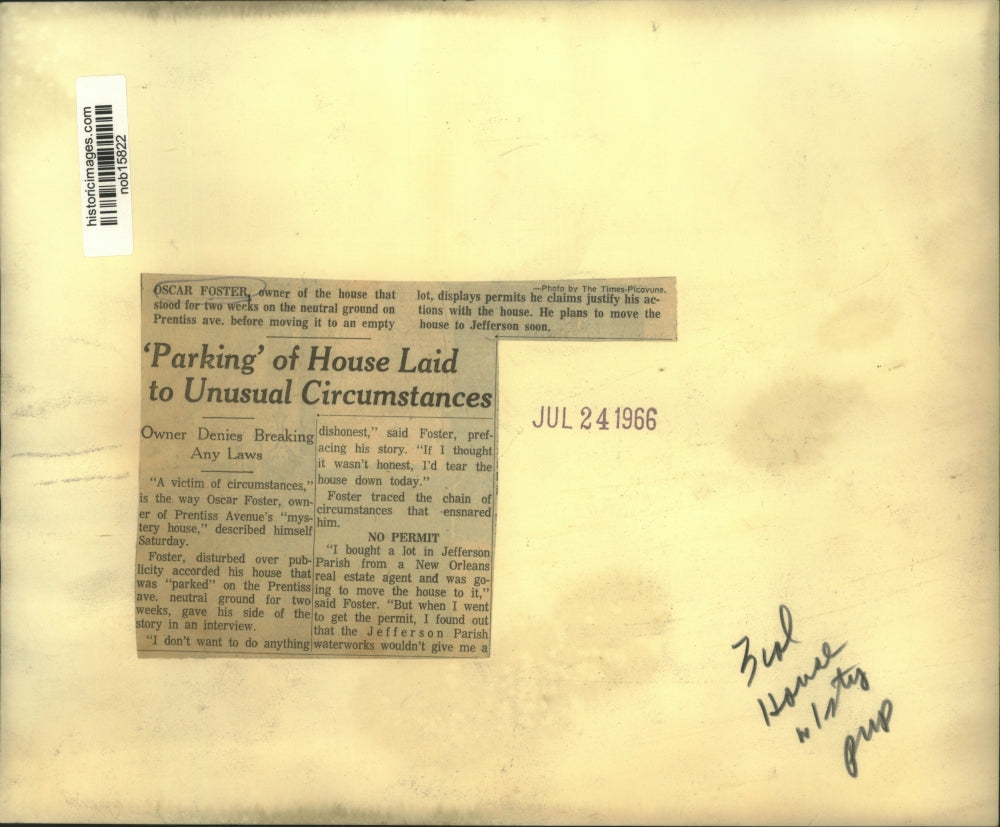 historicimages.com
nob15822
—Photo by The Times-Picayune.
OSCAR FOSTER, owner of the house that
stood for two weeks on the neutral ground on
Prentiss ave. before moving it to an empty
lot, displays permits he claims justify his ac-
tions with the house. He plans to move the
house to Jefferson soon.
‘Parking’ of House Laid
to Unusual Circumstances
Owner Denies Breaking
Any Laws
“A victim of circumstances,”
is the way Oscar Foster, own-
er of Prentiss Avenue’s “mys-
tery house,” described himself
Saturday.
Foster, disturbed over pub-
licity accorded his house that
was “parked” on the Prentiss
ave. neutral ground for two
weeks, gave his side of the
story in an interview.
“I don’t want to do anything
dishonest,” said Foster, pref-
acing his story. “If I thought
it wasn’t honest, I’d tear the
house down today.”
Foster traced the chain of
circumstances that ensnared
him.
NO PERMIT
“I bought a lot in Jefferson
Parish from a New Orleans
real estate agent and was go-
ing to move the house to it,”
said Foster. “But when I went
to get the permit, I found out
that the Jefferson Parish
waterworks wouldn’t give me a
JUL 24 1966
3 col
House